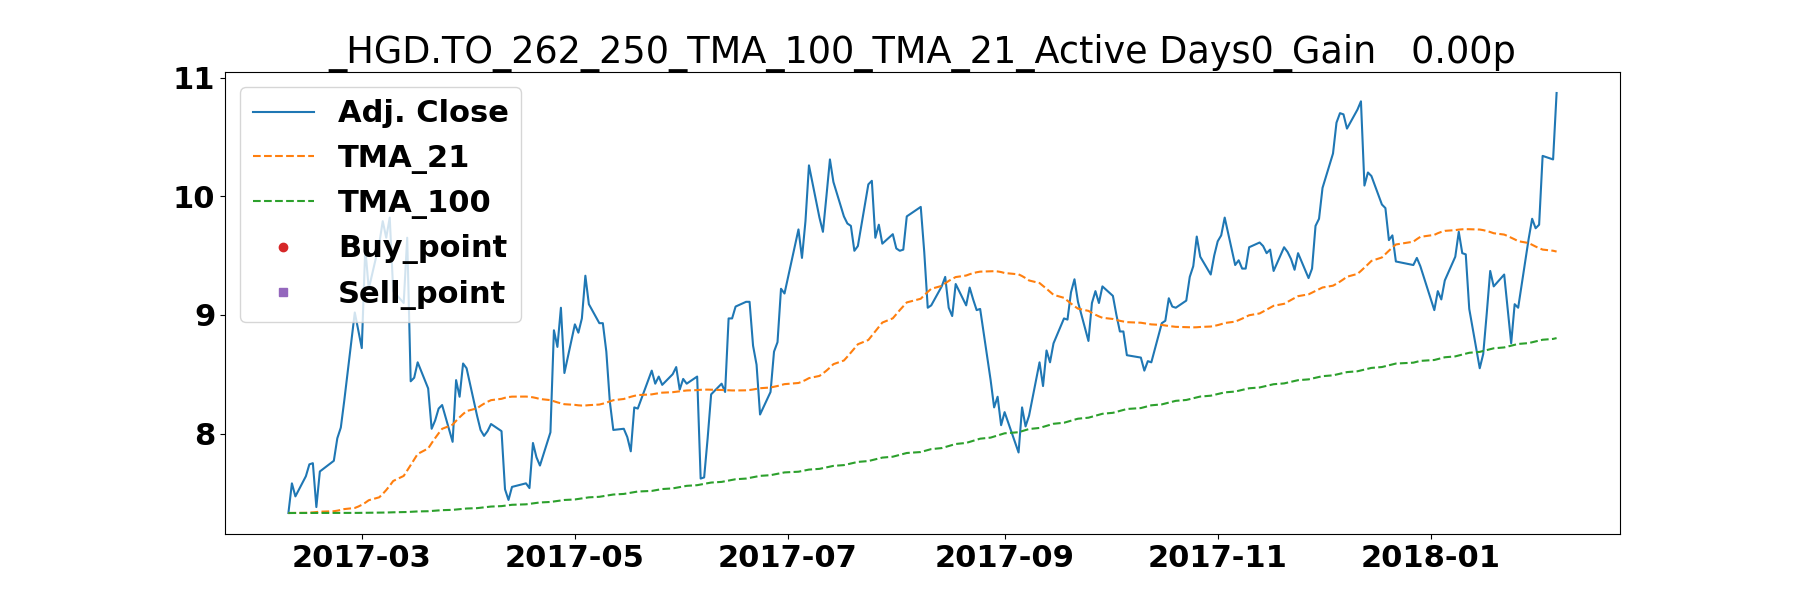 _HGD.TO_262_250_TMA_100_TMA_21_Active Days0_Gain   0.00p
11
10
9
8
Adj. Close
TMA_21
TMA_100
Buy_point
Sell_point
2017-03 2017-05 2017-07 2017-09 2017-11 2018-01